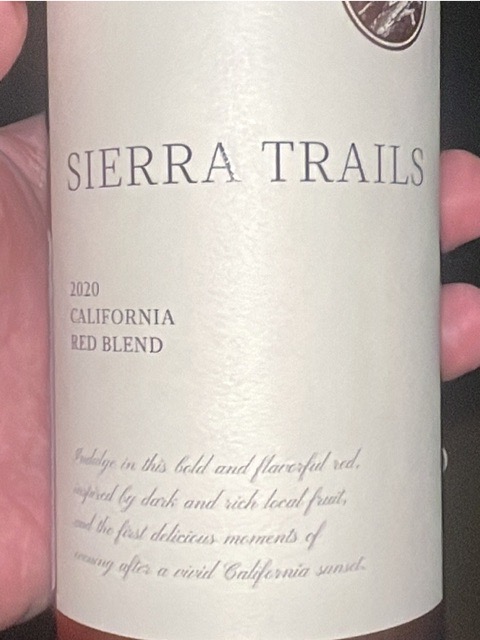 SIERRA TRAILS
2020
CALIFORNIA
RED BLEND
Indulge in this bold and flavorful red,
inspired by dark and rich local fruit,
and the first delicious moments of
evening after a vivid California sunset.